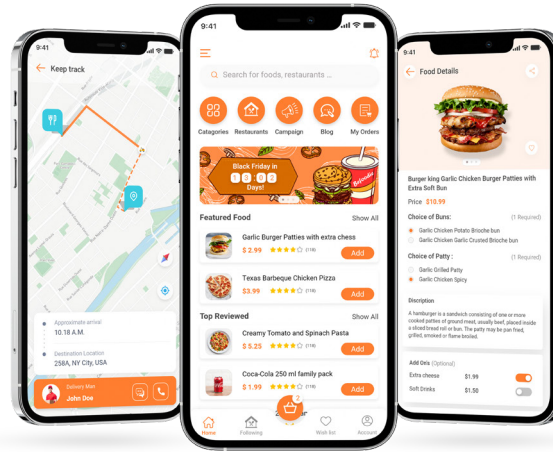 9:41
Keep track
Approximate arrival
10.18 A.M.
Destination Location
258A, NY City, USA
Delivery Man
John Doe
9:41
Search for foods, restaurants ...
Catagories
Restaurants
Campaign
Blog
My Orders
Black Friday in
13:02
Days!
Featured Food
Show All
Garlic Burger Patties with extra chess
$ 2.99
(118)
Add
Texas Barbeque Chicken Pizza
$3.99
(118)
Add
Top Reviewed
Show All
Creamy Tomato and Spinach Pasta
$ 5.25
(118)
Add
Coca-Cola 250 ml family pack
$ 1.99
(118)
Add
2
Home
Following
Wish list
Account
9:41
Food Details
Burger king Garlic Chicken Burger Patties with
Extra Soft Bun
Price $10.99
Choice of Buns:
(1 Required)
Garlic Chicken Potato Brioche bun
Garlic Chicken Garlic Crusted Brioche bun
Choice of Patty :
(1 Required)
Garlic Grilled Patty
Garlic Chicken Spicy
Discription
A hamburger is a sandwich consisting of one or more
cooked patties of ground meat, usually beef, placed inside
a sliced bread roll or bun. The patty may be pan fried,
grilled, smoked or flame broiled.
Add Ons (Optional)
Extra cheese
$1.99
Soft Drinks
$1.50